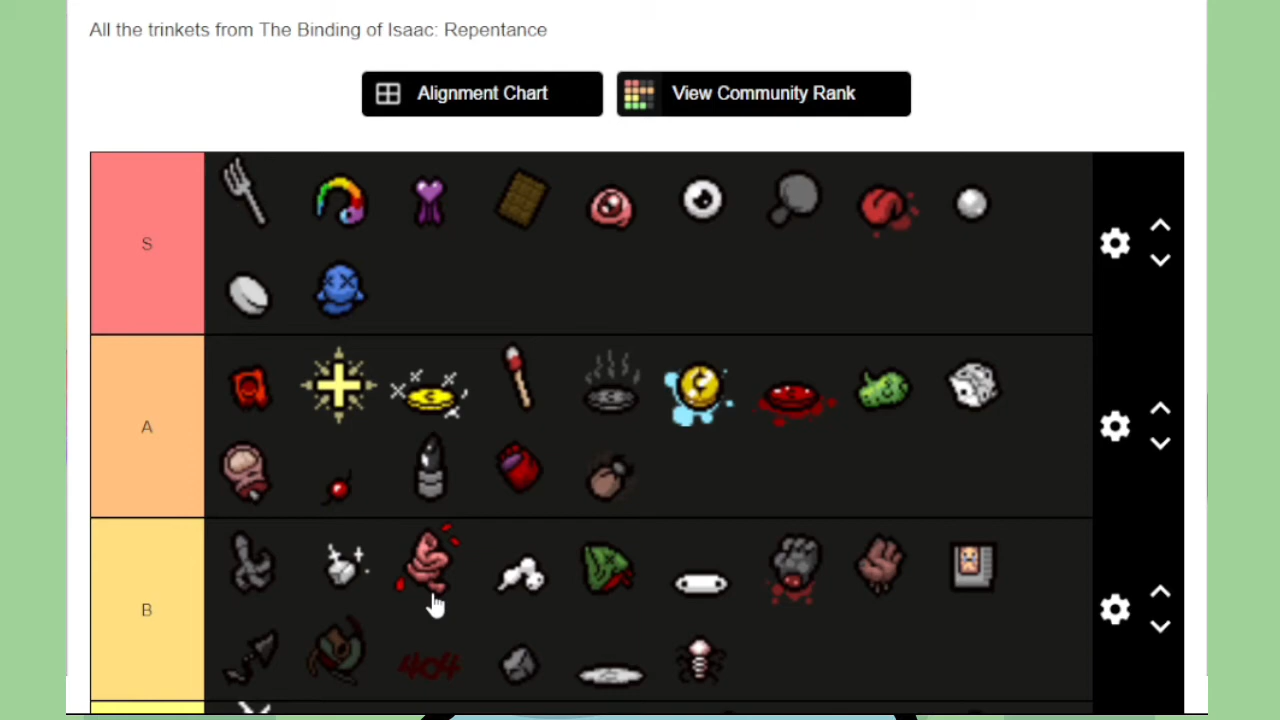 All the trinkets from The Binding of Isaac: Repentance
Alignment Chart
View Community Rank
S
A
B
404